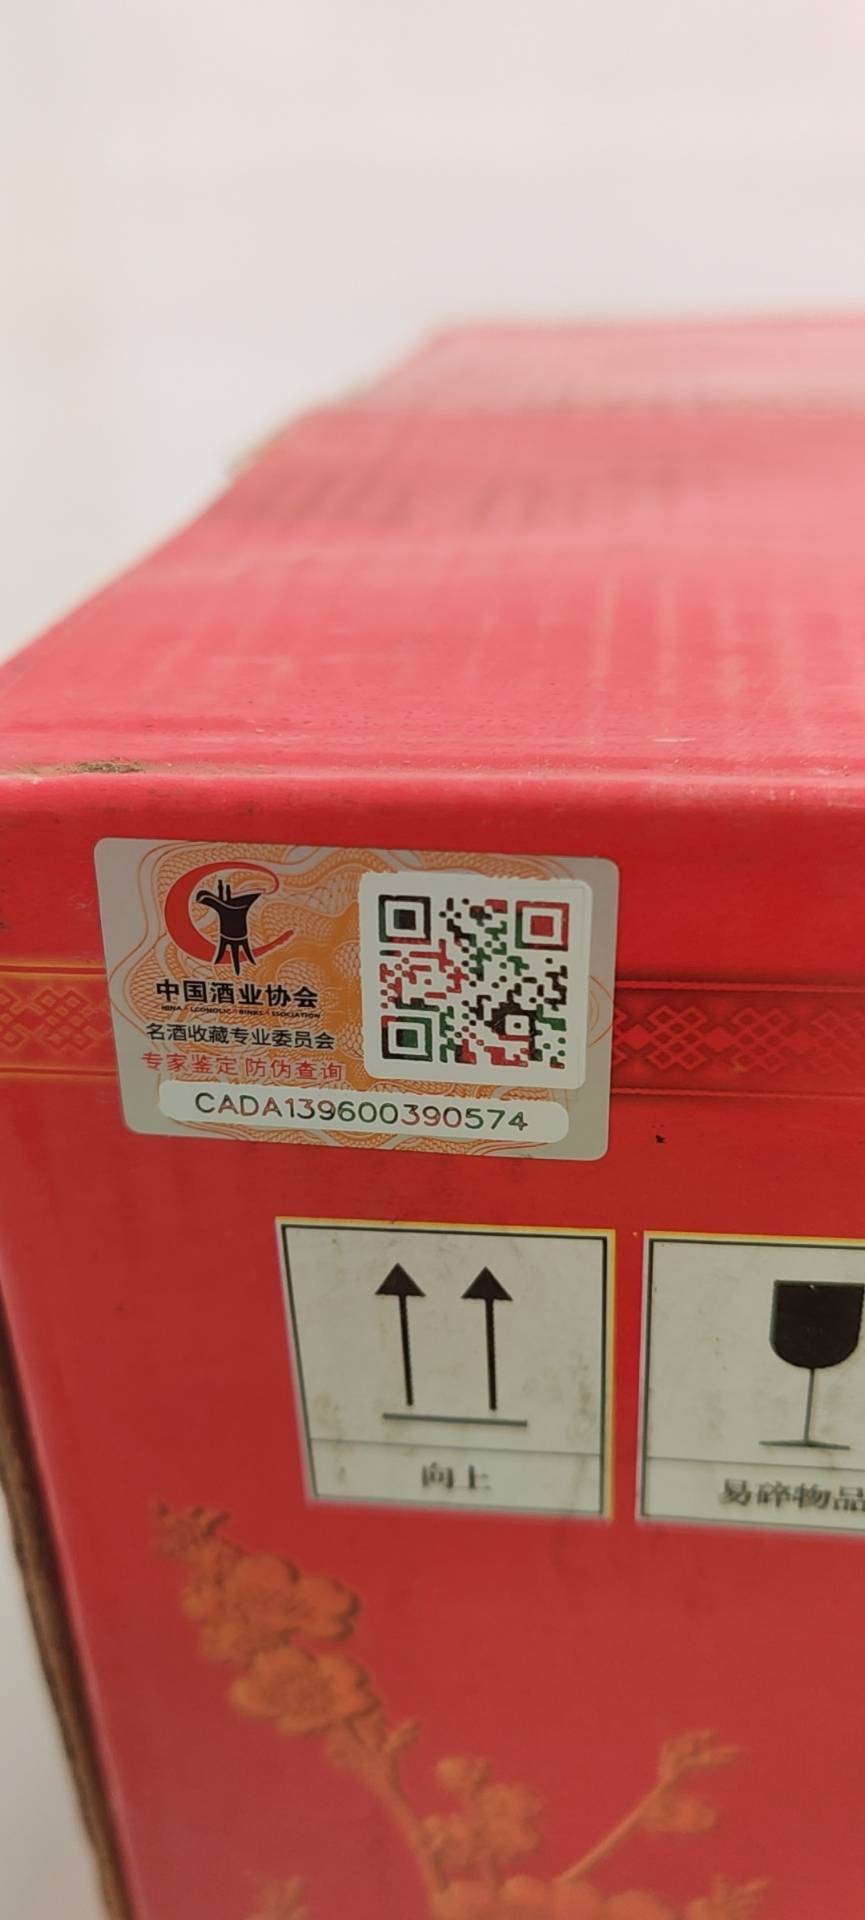 中国酒业协会
名酒收藏专业委员会
专家鉴定 防伪查询
CADA139600390574
向上
易碎物品